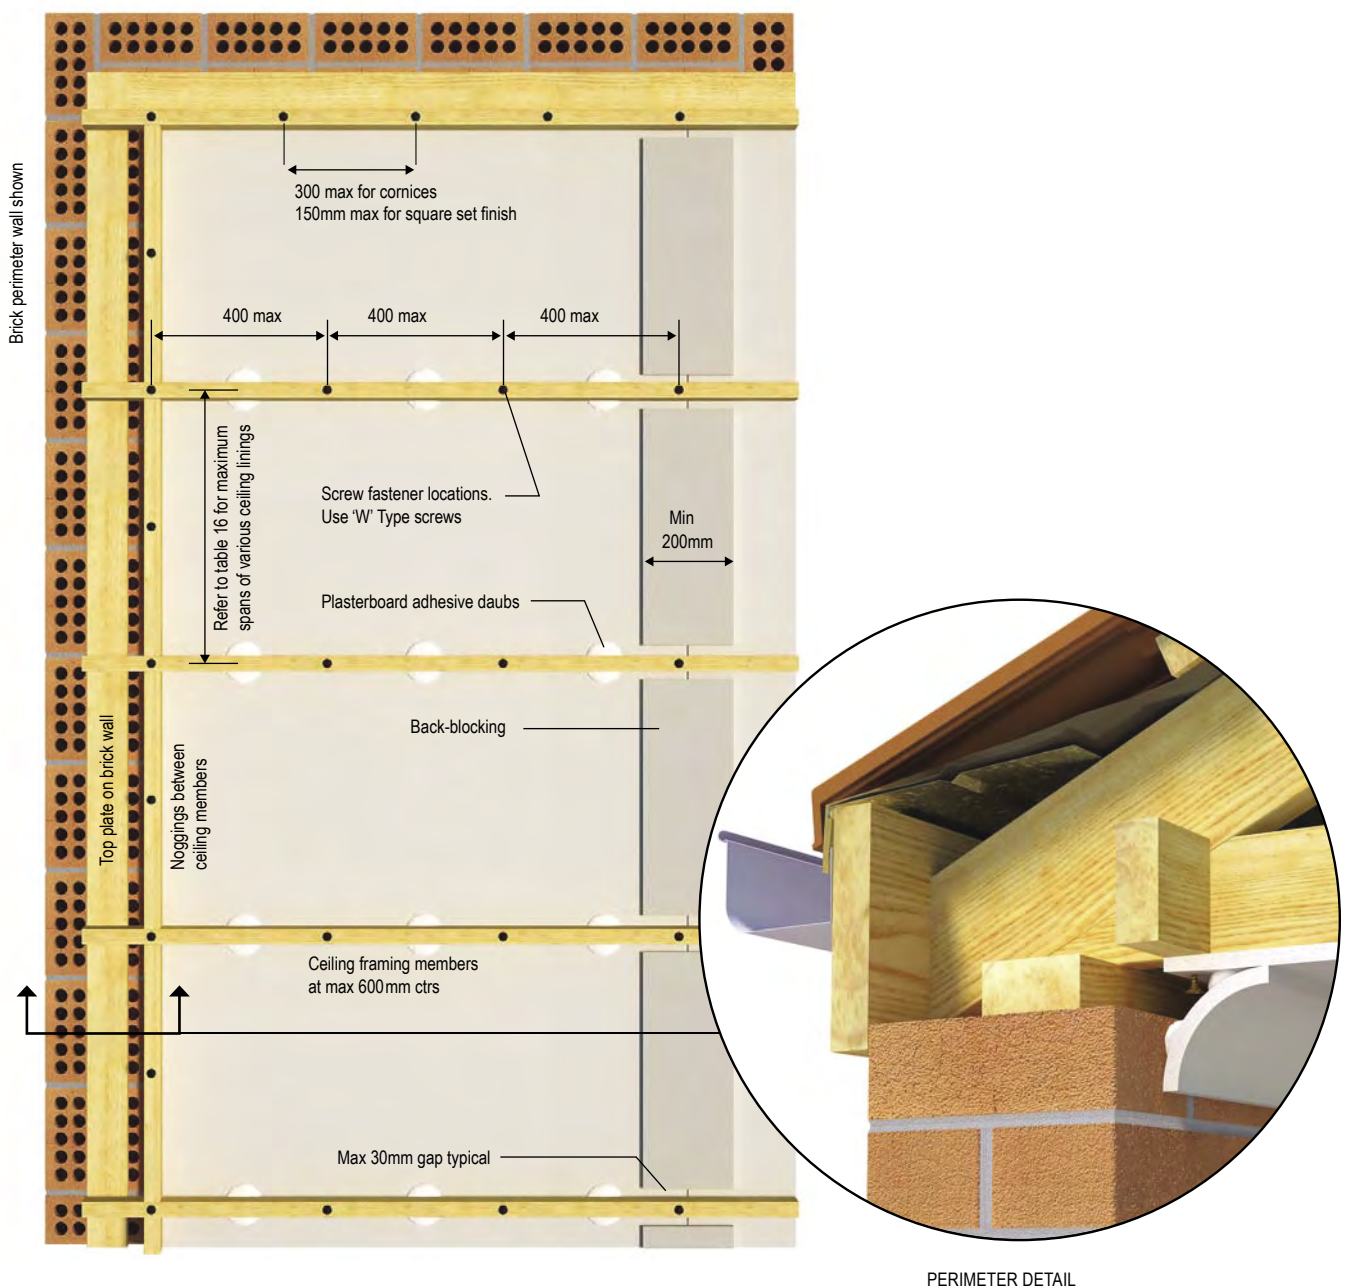 Brick perimeter wall shown
300 max for cornices
150mm max for square set finish
400 max
400 max
400 max
Refer to table 16 for maximum
spans of various ceiling linings
Screw fastener locations.
Use ‘W’ Type screws
Min
200mm
Plasterboard adhesive daubs
Top plate on brick wall
Noggings between
ceiling members
Back-blocking
Ceiling framing members
at max 600mm ctrs
Max 30mm gap typical
PERIMETER DETAIL